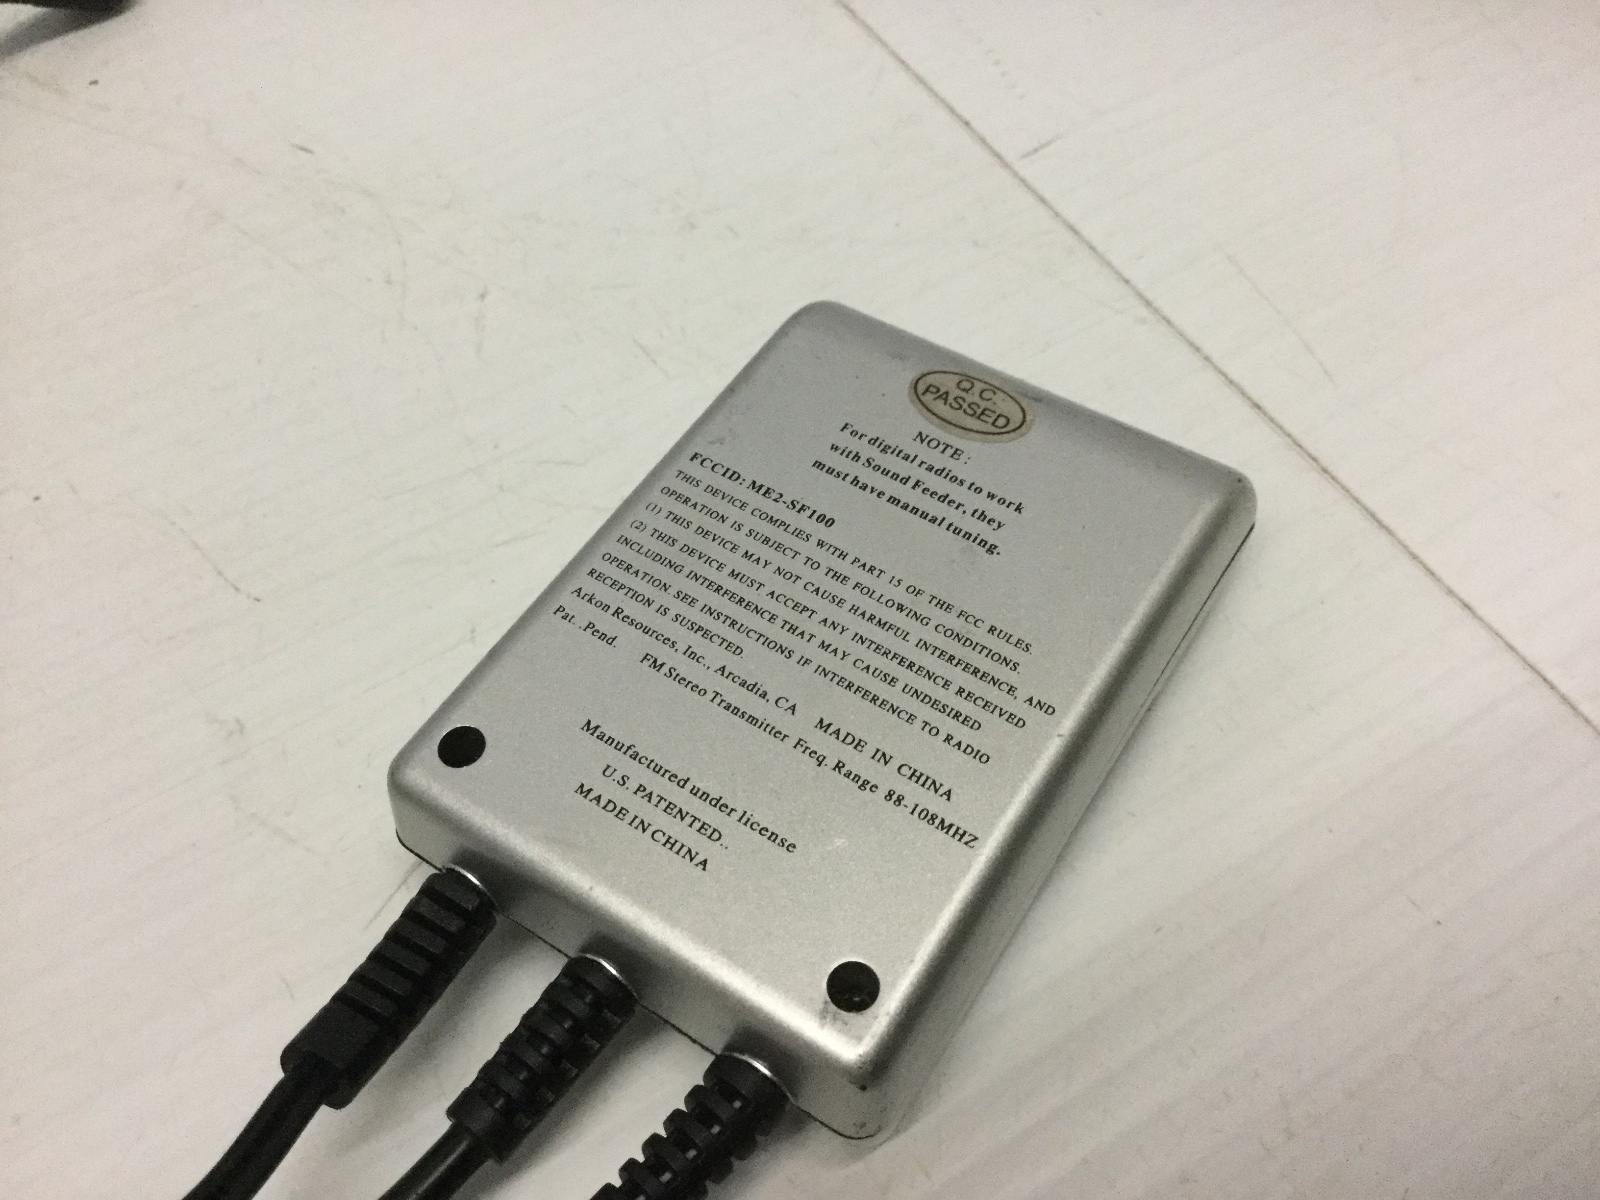 Q.C.
PASSED
NOTE:
For digital radios to work
with Sound Feeder, they
must have manual tuning.
FCCID: ME2-SF100
THIS DEVICE COMPLIES WITH PART 15 OF THE FCC RULES.
OPERATION IS SUBJECT TO THE FOLLOWING CONDITIONS.
(1) THIS DEVICE MAY NOT CAUSE HARMFUL INTERFERENCE, AND
(2) THIS DEVICE MUST ACCEPT ANY INTERFERENCE RECEIVED
INCLUDING INTERFERENCE THAT MAY CAUSE UNDESIRED
OPERATION. SEE INSTRUCTIONS IF INTERFERENCE TO RADIO
RECEPTION IS SUSPECTED.
Arkon Resources, Inc., Arcadia, CA MADE IN CHINA
Pat. .Pend. FM Stereo Transmitter Freq. Range 88-108MHZ
Manufactured under license
U.S. PATENTED..
MADE IN CHINA